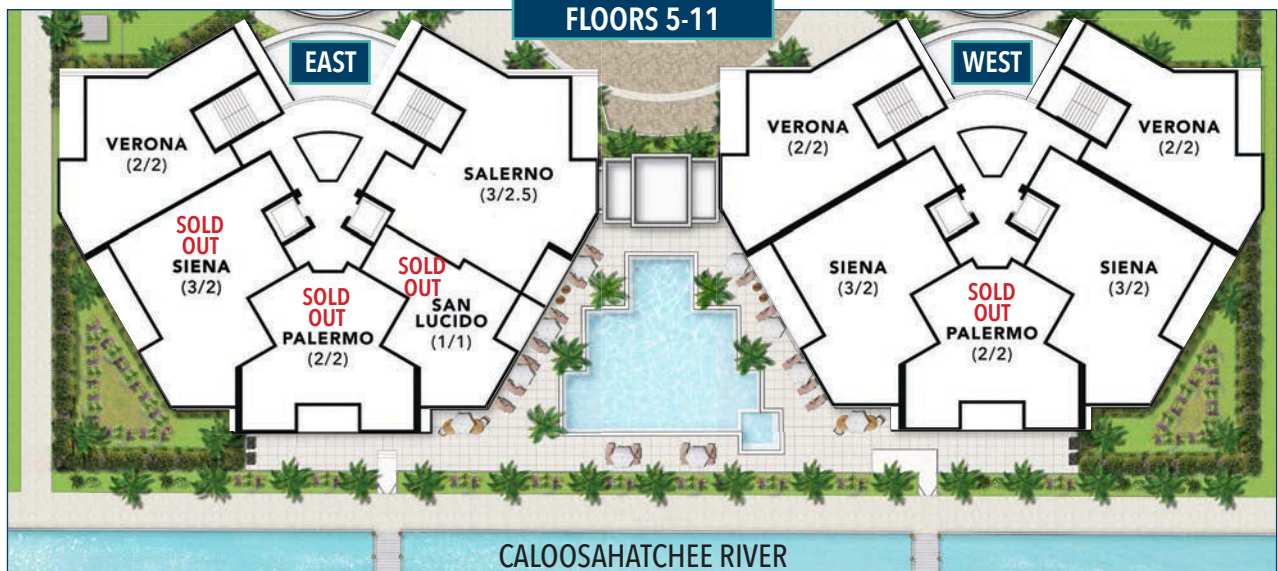 FLOORS 5-11
EAST
WEST
VERONA
(2/2)
SALERNO
(3/2.5)
SOLD
OUT
SIENA
(3/2)
SOLD
OUT
PALERMO
(2/2)
SOLD
OUT
SAN
LUCIDO
(1/1)
VERONA
(2/2)
VERONA
(2/2)
SIENA
(3/2)
SOLD
OUT
PALERMO
(2/2)
SIENA
(3/2)
CALOOSAHATCHEE RIVER